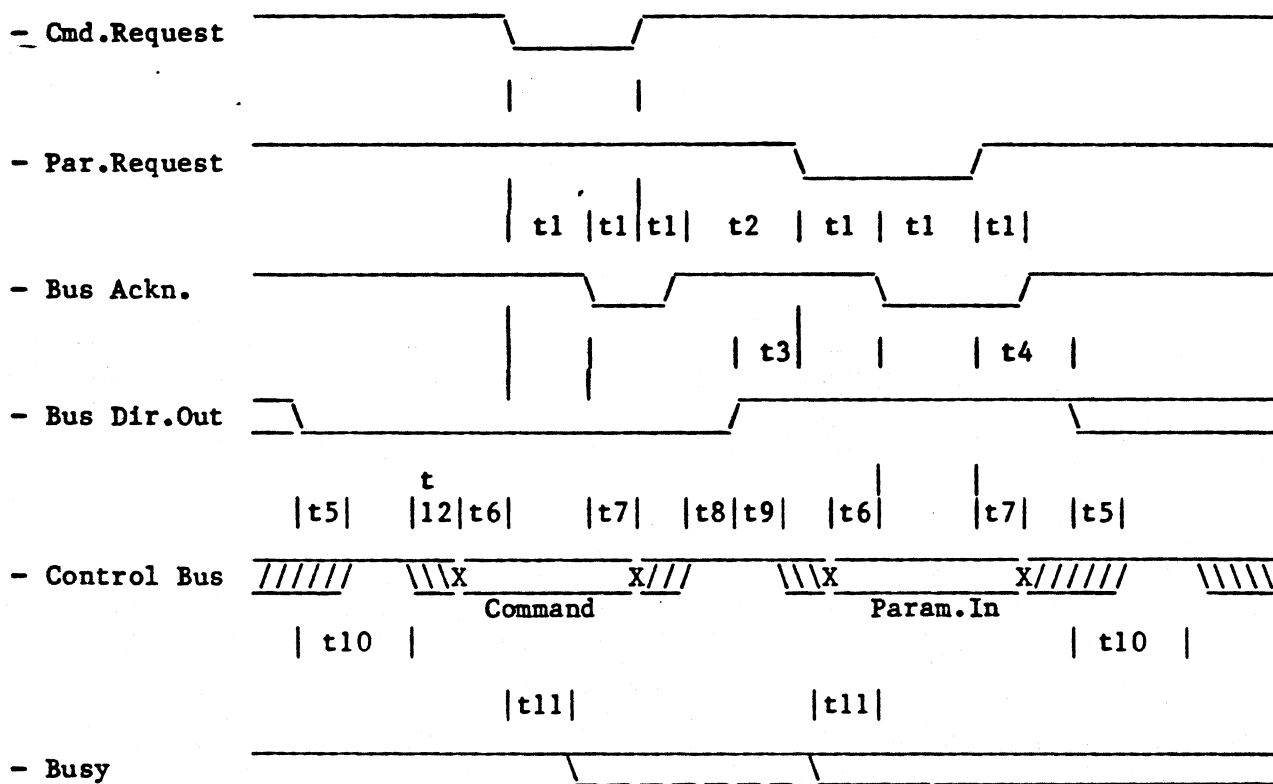 - Cmd.Request
- Par.Request
| t1 |t1|t1| t2 | t1 | t1 |t1|
- Bus Ackn.
| t3| | | t4 |
- Bus Dir.Out
t
|t5| |12|t6| |t7| |t8|t9| |t6| |t7| |t5|
- Control Bus //////| \\\X X/// \\\X X////// \\\\\
Command Param.In
| t10 | | t10 |
|t11| |t11|
- Busy